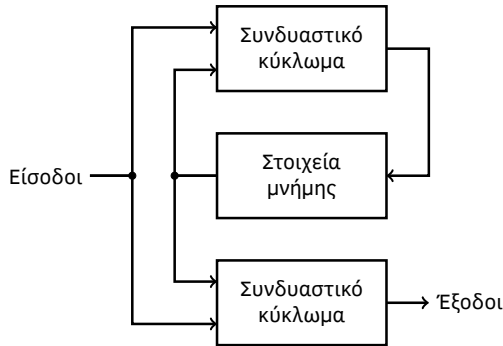 Συνδυαστικό
κύκλωμα
Είσοδοι
Στοιχεία
μνήμης
Συνδυαστικό
κύκλωμα
Έξοδοι